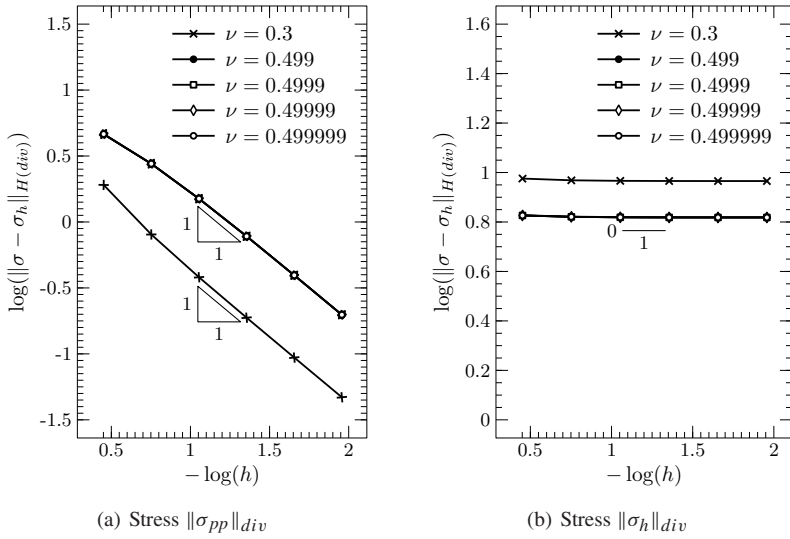 1.5
1
0.5
0
-0.5
-1
-1.5
0.5
1
1.5
2
log(‖σ − σ_h‖_{H(div)})
− log(h)
ν = 0.3
ν = 0.499
ν = 0.4999
ν = 0.49999
ν = 0.499999
1
1
1
1
(a) Stress ‖σ_{pp}‖_{div}
1.6
1.4
1.2
1
0.8
0.6
0.4
0.2
0
0.5
1
1.5
2
log(‖σ − σ_h‖_{H(div)})
− log(h)
ν = 0.3
ν = 0.499
ν = 0.4999
ν = 0.49999
ν = 0.499999
0
1
(b) Stress ‖σ_h‖_{div}